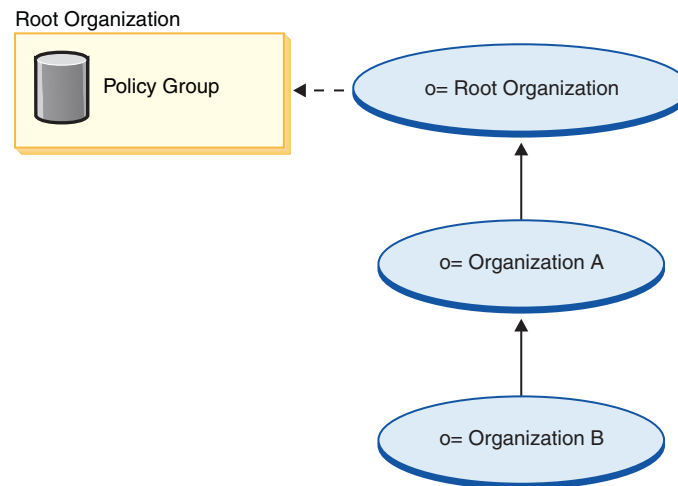 Root Organization
Policy Group
o= Root Organization
o= Organization A
o= Organization B